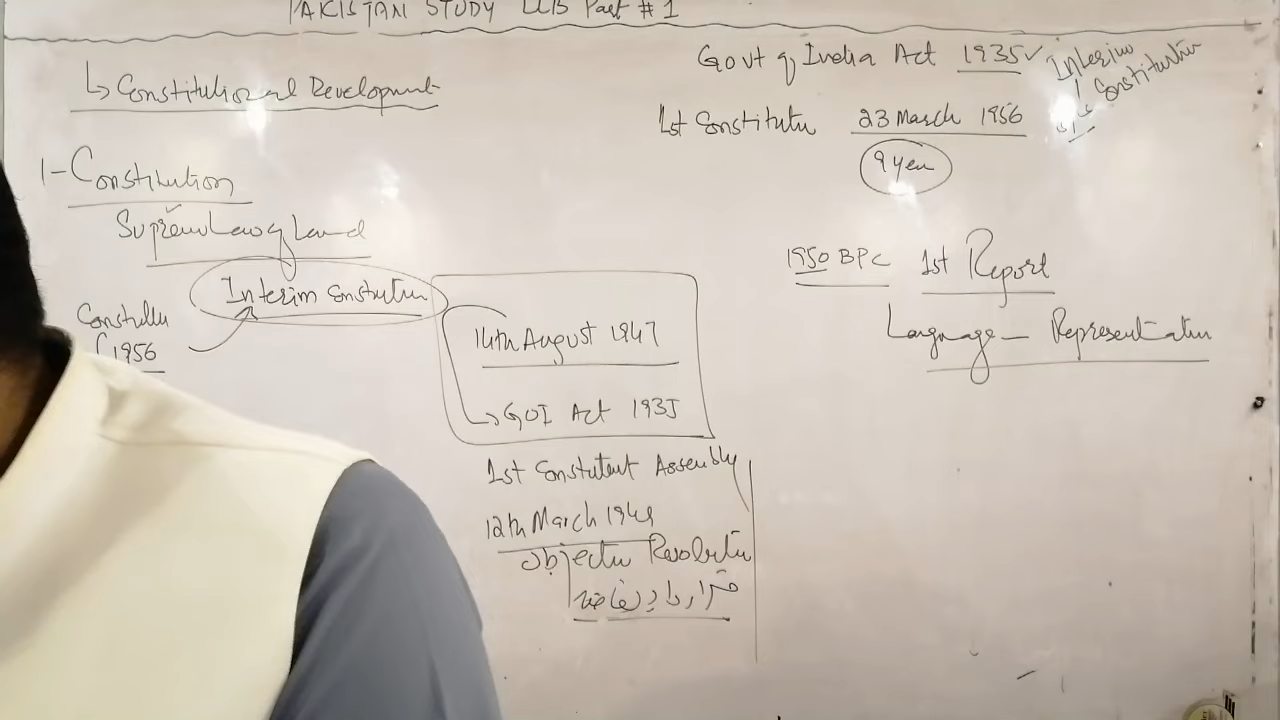 PAKISTAN STUDY LLB Part # 1
↳ Constitutional Development
1- Constitution
Supreme Law of Land
Interim Constitution
Constitution
1956
14th August 1947
→ GOI Act 1935
1st Constituent Assembly
12th March 1949
Objective Resolution
قرارداد مقاصد
Govt of India Act 1935 ✓
Interim
Constitution
1st Constitution 23 March 1956
9 year
1950 BPC 1st Report
Language – Representation